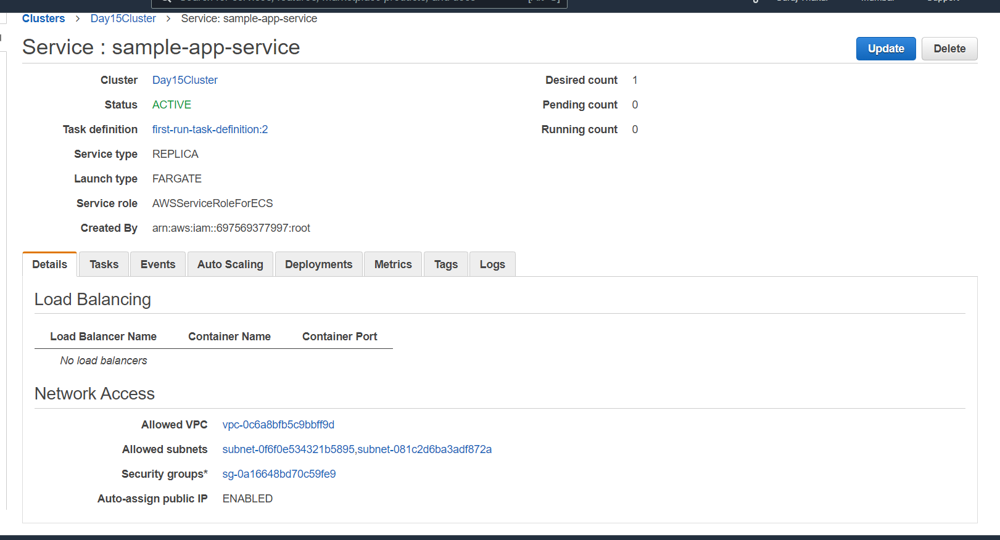 Clusters > Day15Cluster > Service: sample-app-service
Service : sample-app-service
Update Delete
Cluster Day15Cluster
Desired count 1
Status ACTIVE
Pending count 0
Task definition first-run-task-definition:2
Running count 0
Service type REPLICA
Launch type FARGATE
Service role AWSServiceRoleForECS
Created By arn:aws:iam::697569377997:root
Details Tasks Events Auto Scaling Deployments Metrics Tags Logs
Load Balancing
Load Balancer Name Container Name Container Port
No load balancers
Network Access
Allowed VPC vpc-0c6a8bfb5c9bbff9d
Allowed subnets subnet-0f6f0e534321b5895,subnet-081c2d6ba3adf872a
Security groups* sg-0a16648bd70c59fe9
Auto-assign public IP ENABLED